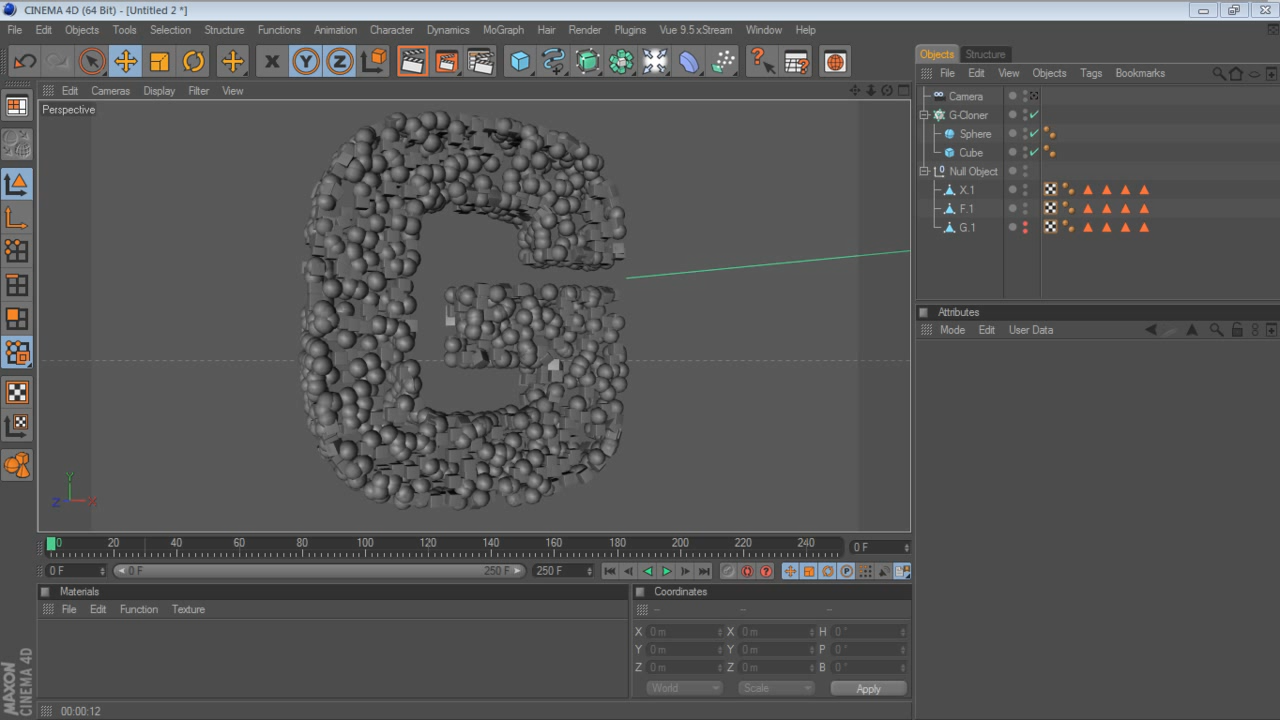 CINEMA 4D (64 Bit) - [Untitled 2 *]
File Edit Objects Tools Selection Structure Functions Animation Character Dynamics MoGraph Hair Render Plugins Vue 9.5 xStream Window Help
Objects Structure
File Edit View Objects Tags Bookmarks
Edit Cameras Display Filter View
Perspective
Camera
G-Cloner
Sphere
Cube
Null Object
X.1
F.1
G.1
Attributes
Mode Edit User Data
Y
Z X
0 20 40 60 80 100 120 140 160 180 200 220 240 0 F
0 F 0 F 250 F 250 F
Materials
File Edit Function Texture
Coordinates
-- -- --
X 0 m X 0 m H 0 °
Y 0 m Y 0 m P 0 °
Z 0 m Z 0 m B 0 °
World Scale Apply
MAXON
CINEMA 4D
00:00:12